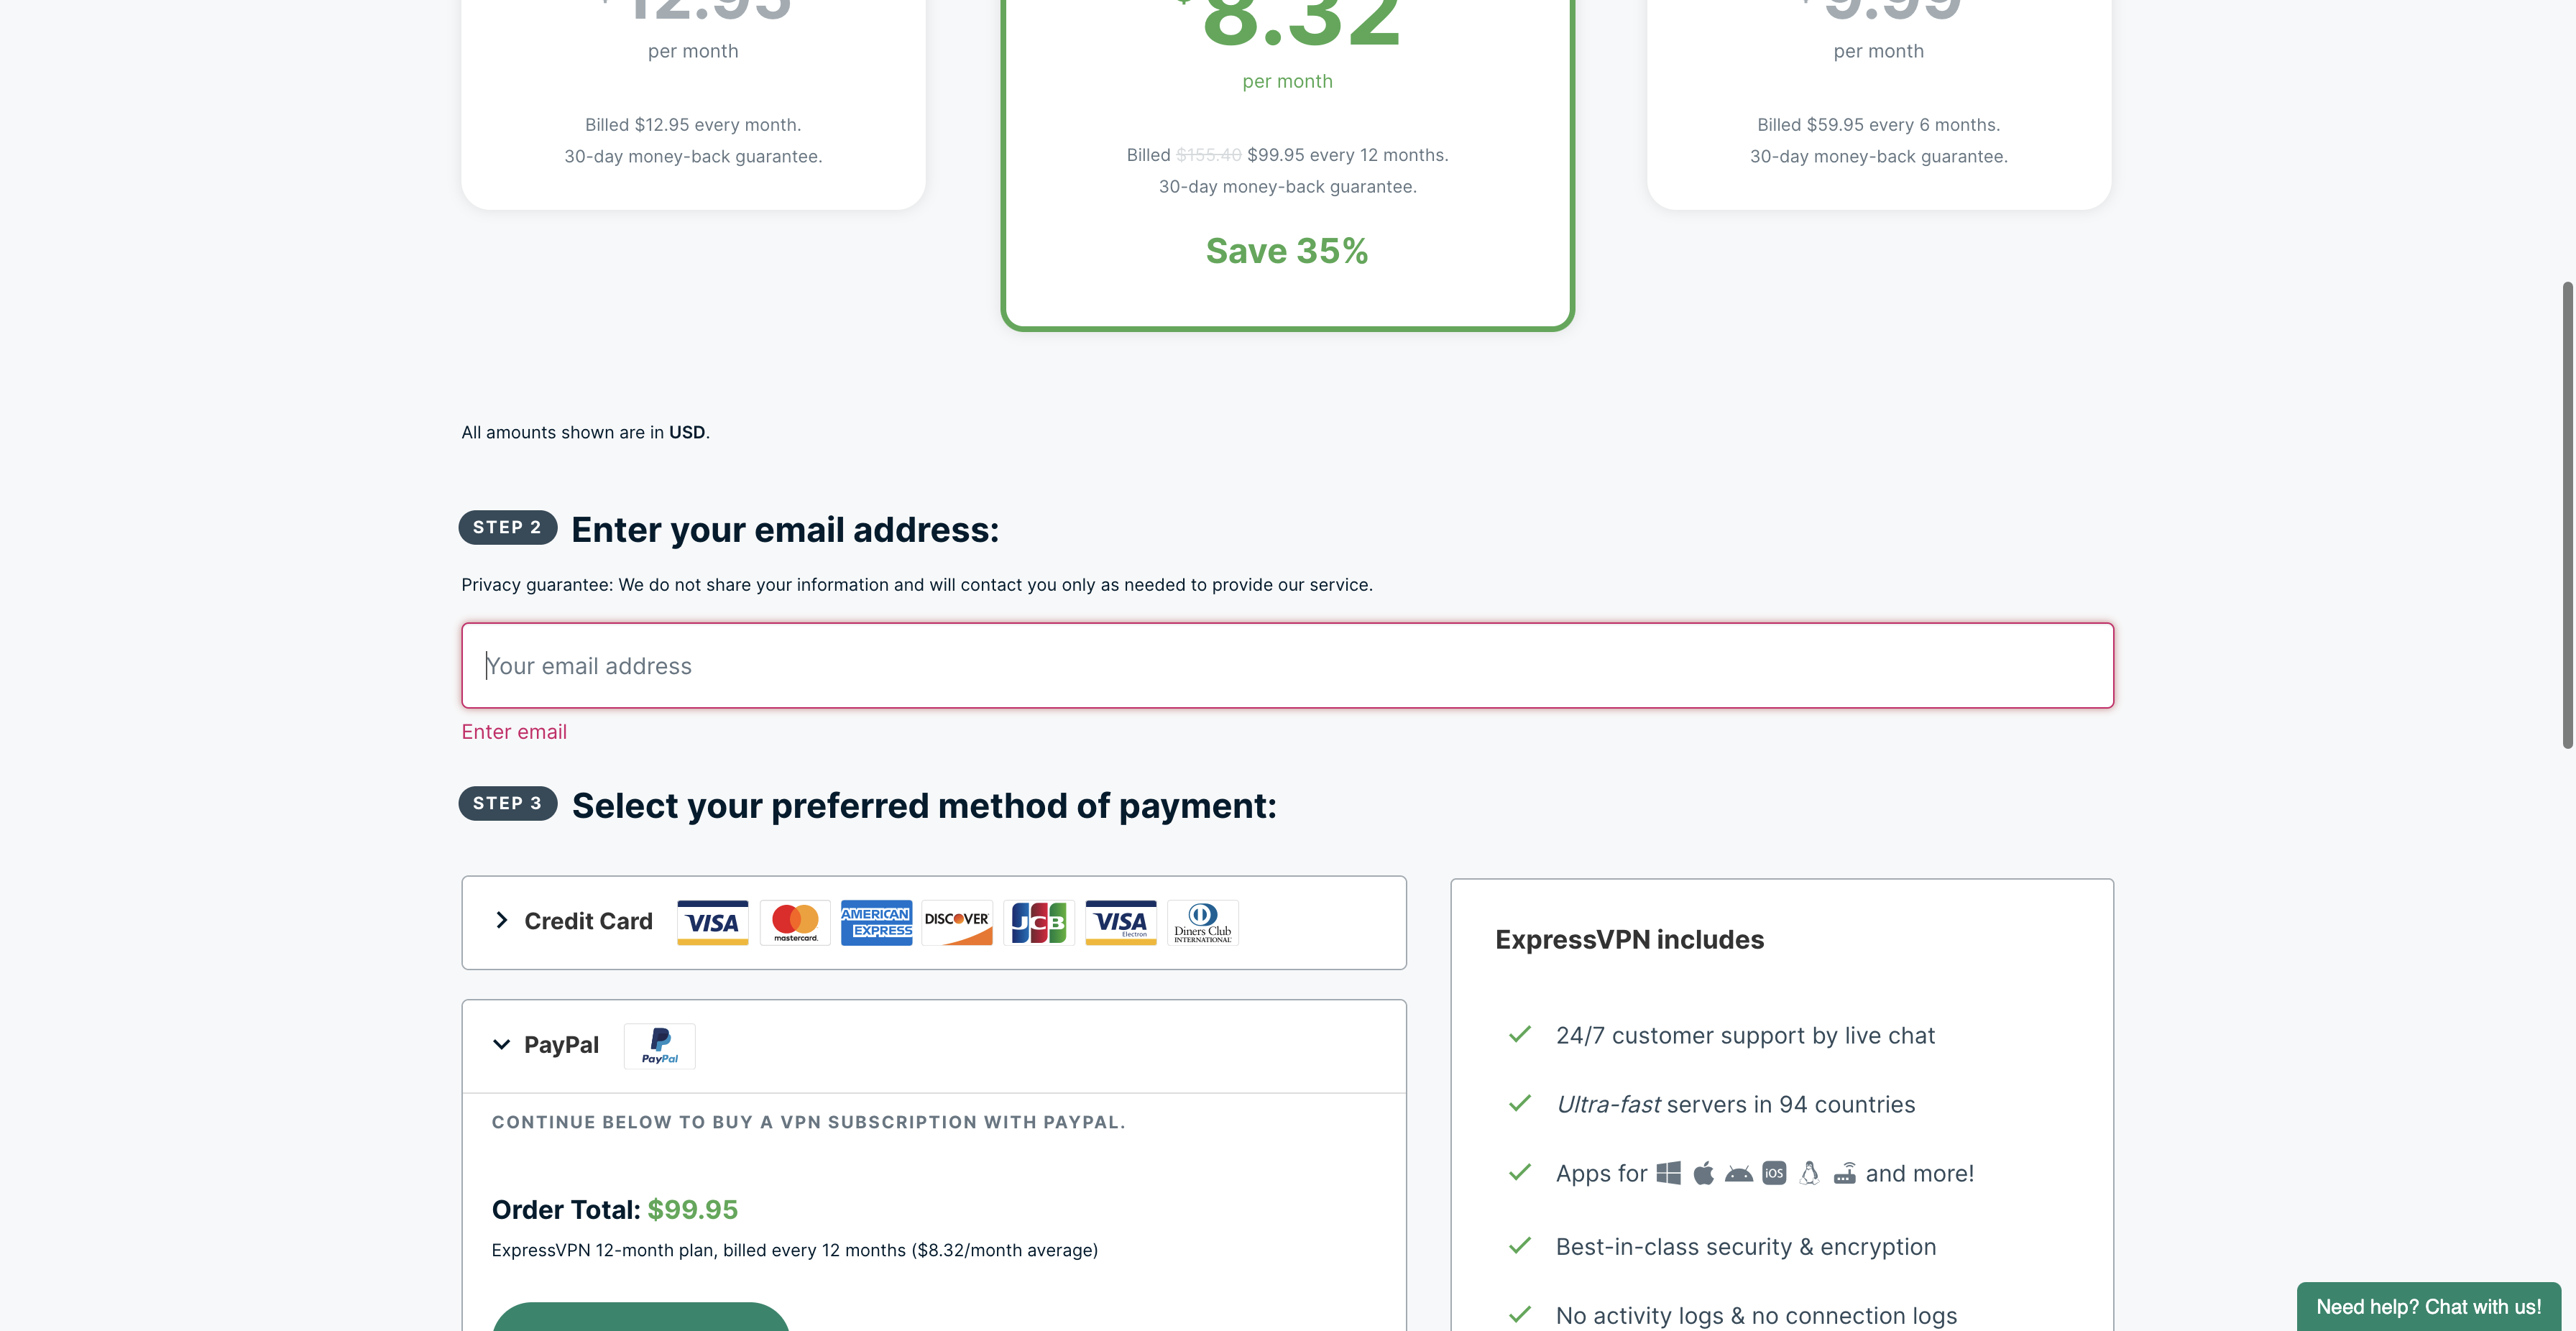 $12.95
$8.32
$9.99
per month
per month
per month
Billed $12.95 every month.
30-day money-back guarantee.
Billed $155.40 $99.95 every 12 months.
30-day money-back guarantee.
Save 35%
Billed $59.95 every 6 months.
30-day money-back guarantee.
All amounts shown are in USD.
STEP 2 Enter your email address:
Privacy guarantee: We do not share your information and will contact you only as needed to provide our service.
Your email address
Enter email
STEP 3 Select your preferred method of payment:
Credit Card VISA mastercard. AMERICAN EXPRESS DISCOVER JCB VISA Electron Diners Club INTERNATIONAL
PayPal PayPal
CONTINUE BELOW TO BUY A VPN SUBSCRIPTION WITH PAYPAL.
Order Total: $99.95
ExpressVPN 12-month plan, billed every 12 months ($8.32/month average)
ExpressVPN includes
24/7 customer support by live chat
Ultra-fast servers in 94 countries
Apps for iOS and more!
Best-in-class security & encryption
No activity logs & no connection logs
Need help? Chat with us!